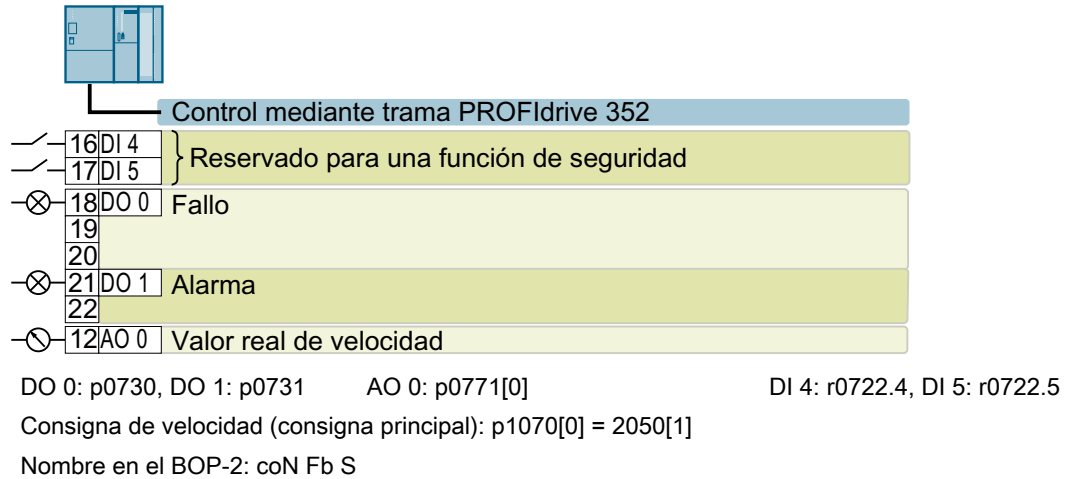 Control mediante trama PROFIdrive 352
16 DI 4
17 DI 5
Reservado para una función de seguridad
18 DO 0 Fallo
19
20
21 DO 1 Alarma
22
12 AO 0 Valor real de velocidad
DO 0: p0730, DO 1: p0731 AO 0: p0771[0] DI 4: r0722.4, DI 5: r0722.5
Consigna de velocidad (consigna principal): p1070[0] = 2050[1]
Nombre en el BOP-2: coN Fb S